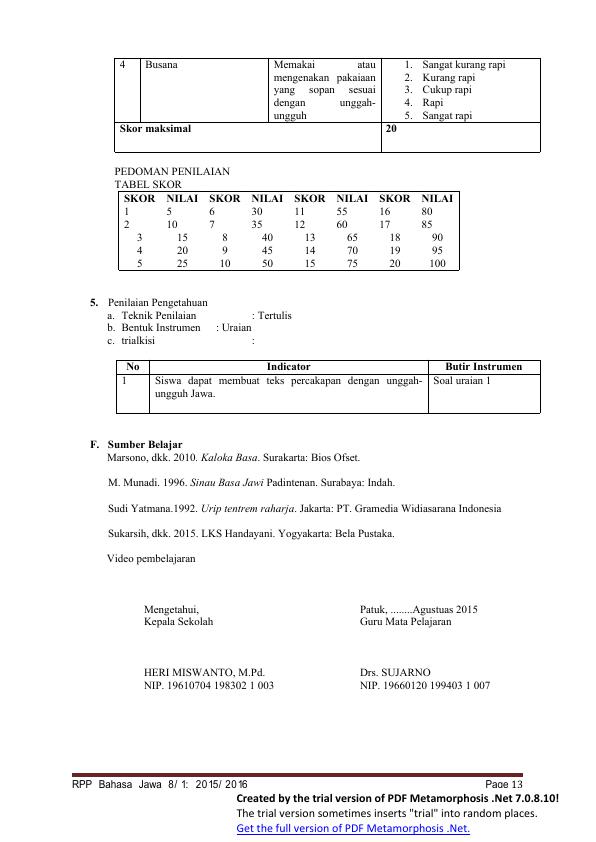 4 Busana Memakai atau 1. Sangat kurang rapi
mengenakan pakaiaan 2. Kurang rapi
yang sopan sesuai 3. Cukup rapi
dengan unggah- 4. Rapi
ungguh 5. Sangat rapi
Skor maksimal 20
PEDOMAN PENILAIAN
TABEL SKOR
SKOR NILAI SKOR NILAI SKOR NILAI SKOR NILAI
1 5 6 30 11 55 16 80
2 10 7 35 12 60 17 85
3 15 8 40 13 65 18 90
4 20 9 45 14 70 19 95
5 25 10 50 15 75 20 100
5. Penilaian Pengetahuan
a. Teknik Penilaian : Tertulis
b. Bentuk Instrumen : Uraian
c. trialkisi :
No Indicator Butir Instrumen
1 Siswa dapat membuat teks percakapan dengan unggah- Soal uraian 1
ungguh Jawa.
F. Sumber Belajar
Marsono, dkk. 2010. Kaloka Basa. Surakarta: Bios Ofset.
M. Munadi. 1996. Sinau Basa Jawi Padintenan. Surabaya: Indah.
Sudi Yatmana.1992. Urip tentrem raharja. Jakarta: PT. Gramedia Widiasarana Indonesia
Sukarsih, dkk. 2015. LKS Handayani. Yogyakarta: Bela Pustaka.
Video pembelajaran
Mengetahui, Patuk, ........Agustuas 2015
Kepala Sekolah Guru Mata Pelajaran
HERI MISWANTO, M.Pd. Drs. SUJARNO
NIP. 19610704 198302 1 003 NIP. 19660120 199403 1 007
RPP Bahasa Jawa 8/ 1: 2015/ 2016 Page 13
Created by the trial version of PDF Metamorphosis .Net 7.0.8.10!
The trial version sometimes inserts "trial" into random places.
Get the full version of PDF Metamorphosis .Net.